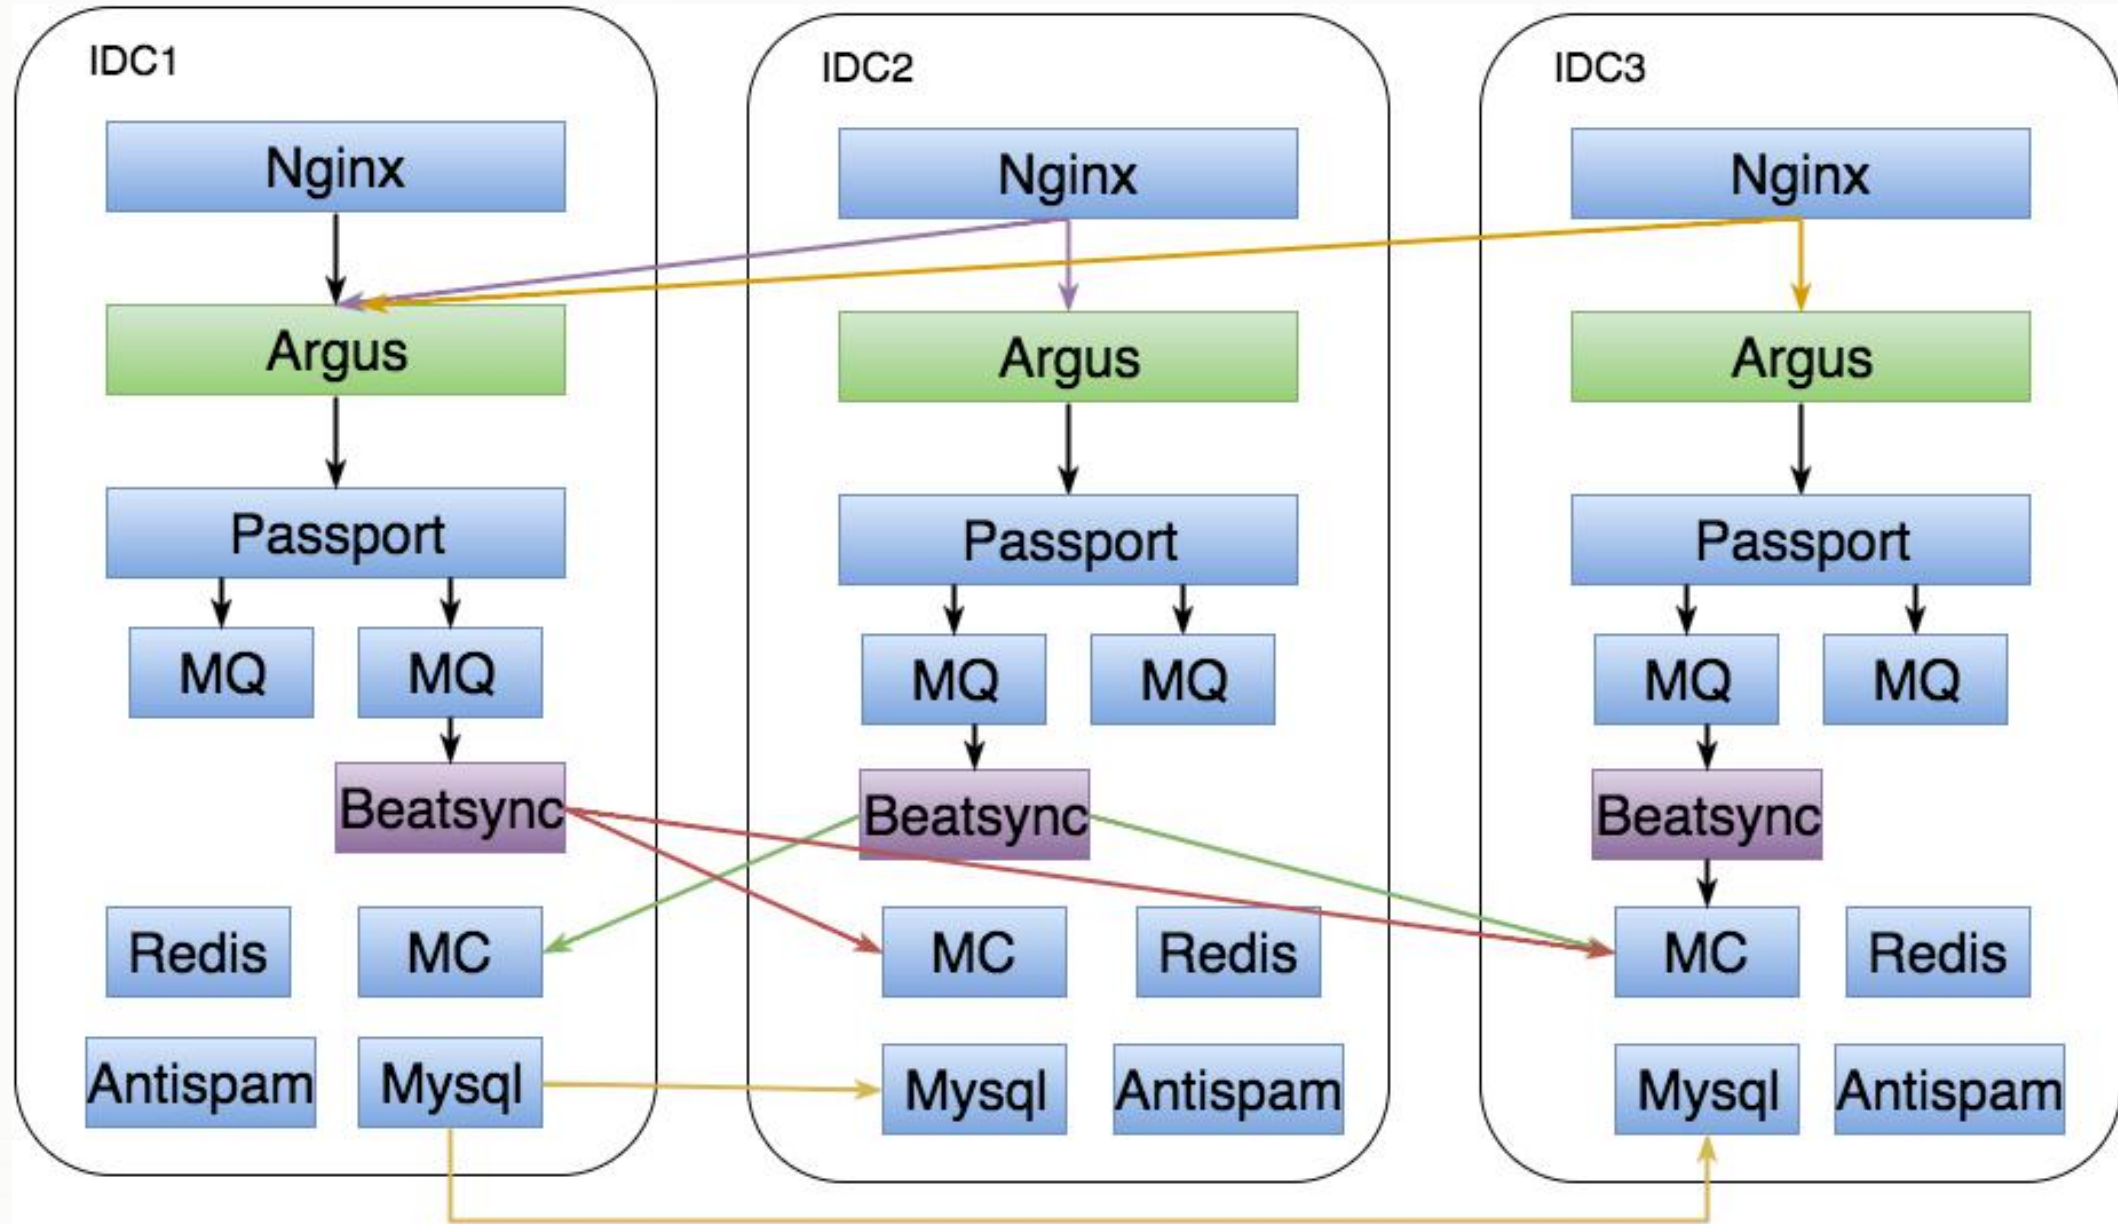 IDC1
Nginx
Argus
Passport
MQ
MQ
Beatsync
Redis
MC
Antispam
Mysql
IDC2
Nginx
Argus
Passport
MQ
MQ
Beatsync
MC
Redis
Mysql
Antispam
IDC3
Nginx
Argus
Passport
MQ
MQ
Beatsync
MC
Redis
Mysql
Antispam